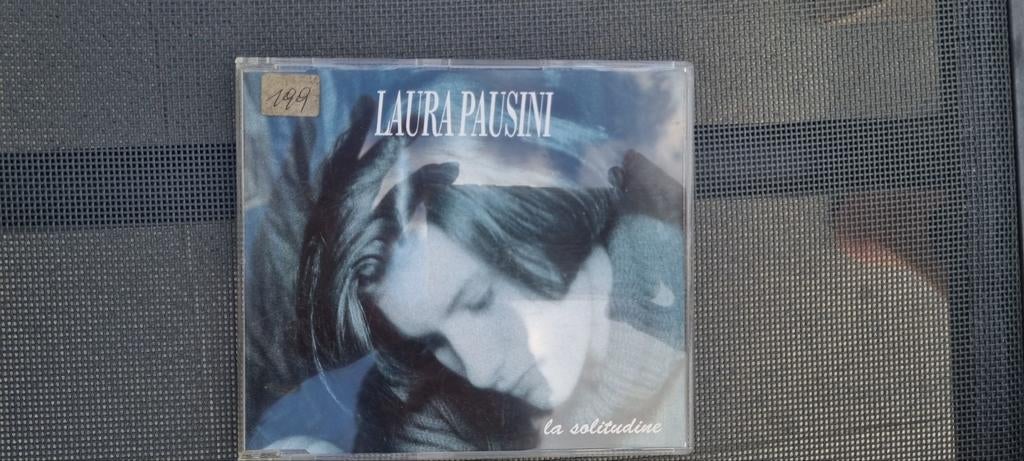 199
LAURA PAUSINI
la solitudine